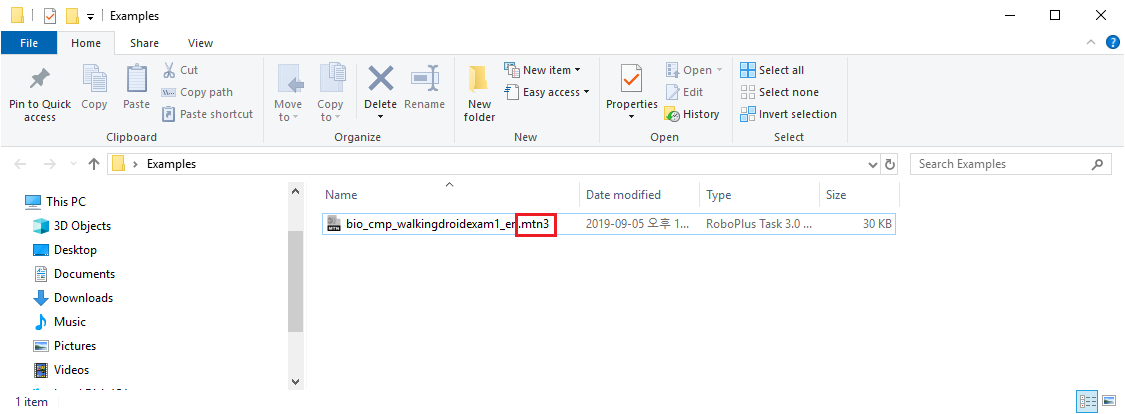 Examples
File Home Share View
Pin to Quick access
Copy
Paste
Cut
Copy path
Paste shortcut
Clipboard
Move to
Copy to
Delete
Rename
Organize
New folder
New item
Easy access
New
Properties
Open
Edit
History
Open
Select all
Select none
Invert selection
Select
Examples
Search Examples
This PC
3D Objects
Desktop
Documents
Downloads
Music
Pictures
Videos
Name Date modified Type Size
MTN
bio_cmp_walkingdroidexam1_en.mtn3 2019-09-05 오후 1... RoboPlus Task 3.0 ... 30 KB
1 item